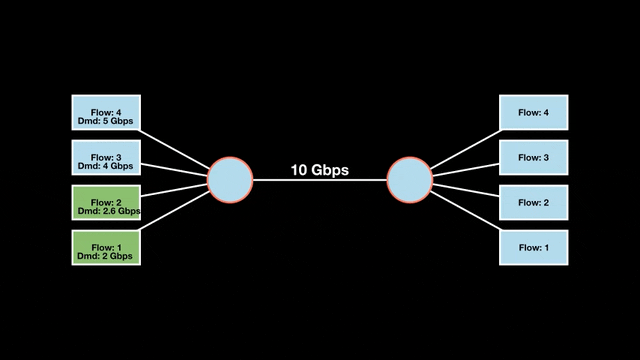 Flow: 4
Dmd: 5 Gbps
Flow: 3
Dmd: 4 Gbps
Flow: 2
Dmd: 2.6 Gbps
Flow: 1
Dmd: 2 Gbps
10 Gbps
Flow: 4
Flow: 3
Flow: 2
Flow: 1